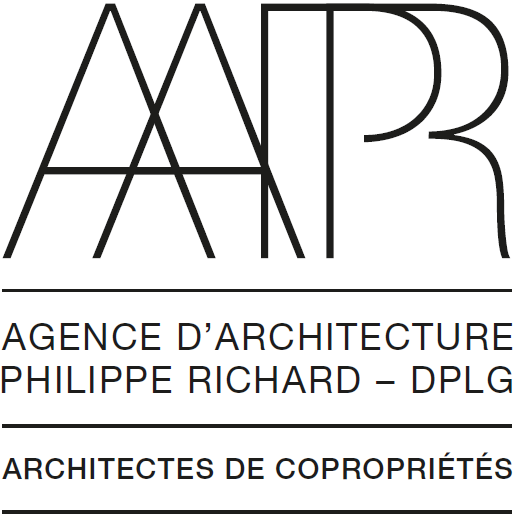 AAPR
AGENCE D’ARCHITECTURE
PHILIPPE RICHARD – DPLG
ARCHITECTES DE COPROPRIÉTÉS